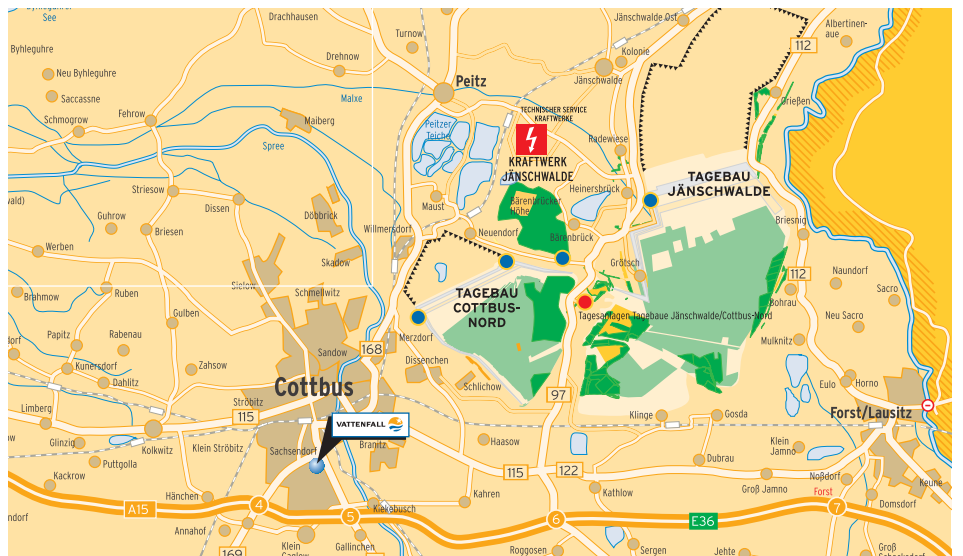 Drachhausen
Jänschwalde Ost
Albertinen-
aue
See
Turnow
Kolonie
112
Byhleguhre
Drehnow
Neu Byhleguhre
Peitz
Jänschwalde
Saccassne
Malxe
Grießen
Fehrow
TECHNISCHER SERVICE
KRAFTWERKE
Schmogrow
Maiberg
Peitzer
Teiche
Radewiese
Spree
KRAFTWERK
JÄNSCHWALDE
TAGEBAU
JÄNSCHWALDE
Striesow
Heinersbrück
Dissen
Maust
Bärenbrücker
Höhe
Guhrow
Döbbrick
Briesnig
Willmersdorf
Neuendorf
Bärenbrück
Briesen
Werben
Skadow
Grötsch
Naundorf
112
Sielow
Schmellwitz
TAGEBAU
COTTBUS-
NORD
Brahmow
Ruben
Bohrau
Sacro
Gulben
Tagesanlagen Tagebaue Jänschwalde/Cottbus-Nord
Neu Sacro
Papitz
Rabenau
Merzdorf
Mulknitz
Sandow
168
Dissenchen
Kunersdorf
Zahsow
Dahlitz
Schlichow
Eulo
Horno
Cottbus
97
Ströbitz
Limberg
115
Klinge
Gosda
Forst/Lausitz
VATTENFALL
Glinzig
Kolkwitz
Klein Ströbitz
Sachsendorf
Branitz
Haasow
Klein
Jamno
Puttgolla
Dubrau
115
122
Kackrow
Noßdorf
Keune
Hänchen
Kahren
Kathlow
Groß Jamno
Forst
Domsdorf
A15
4
Kiekebusch
5
6
E36
7
Annahof
Klein
Gallinchen
Roggosen
Sergen
Jehte
Groß
169